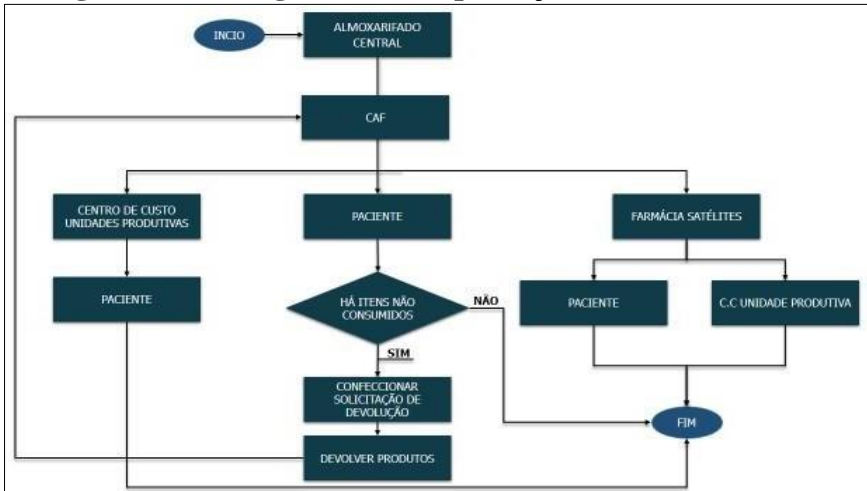 INCIO
ALMOXARIFADO
CENTRAL
CAF
CENTRO DE CUSTO
UNIDADES PRODUTIVAS
PACIENTE
FARMÁCIA SATÉLITES
PACIENTE
HÁ ITENS NÃO
CONSUMIDOS
NÃO
PACIENTE
C.C UNIDADE PRODUTIVA
SIM
CONFECCIONAR
SOLICITAÇÃO DE
DEVOLUÇÃO
FIM
DEVOLVER PRODUTOS